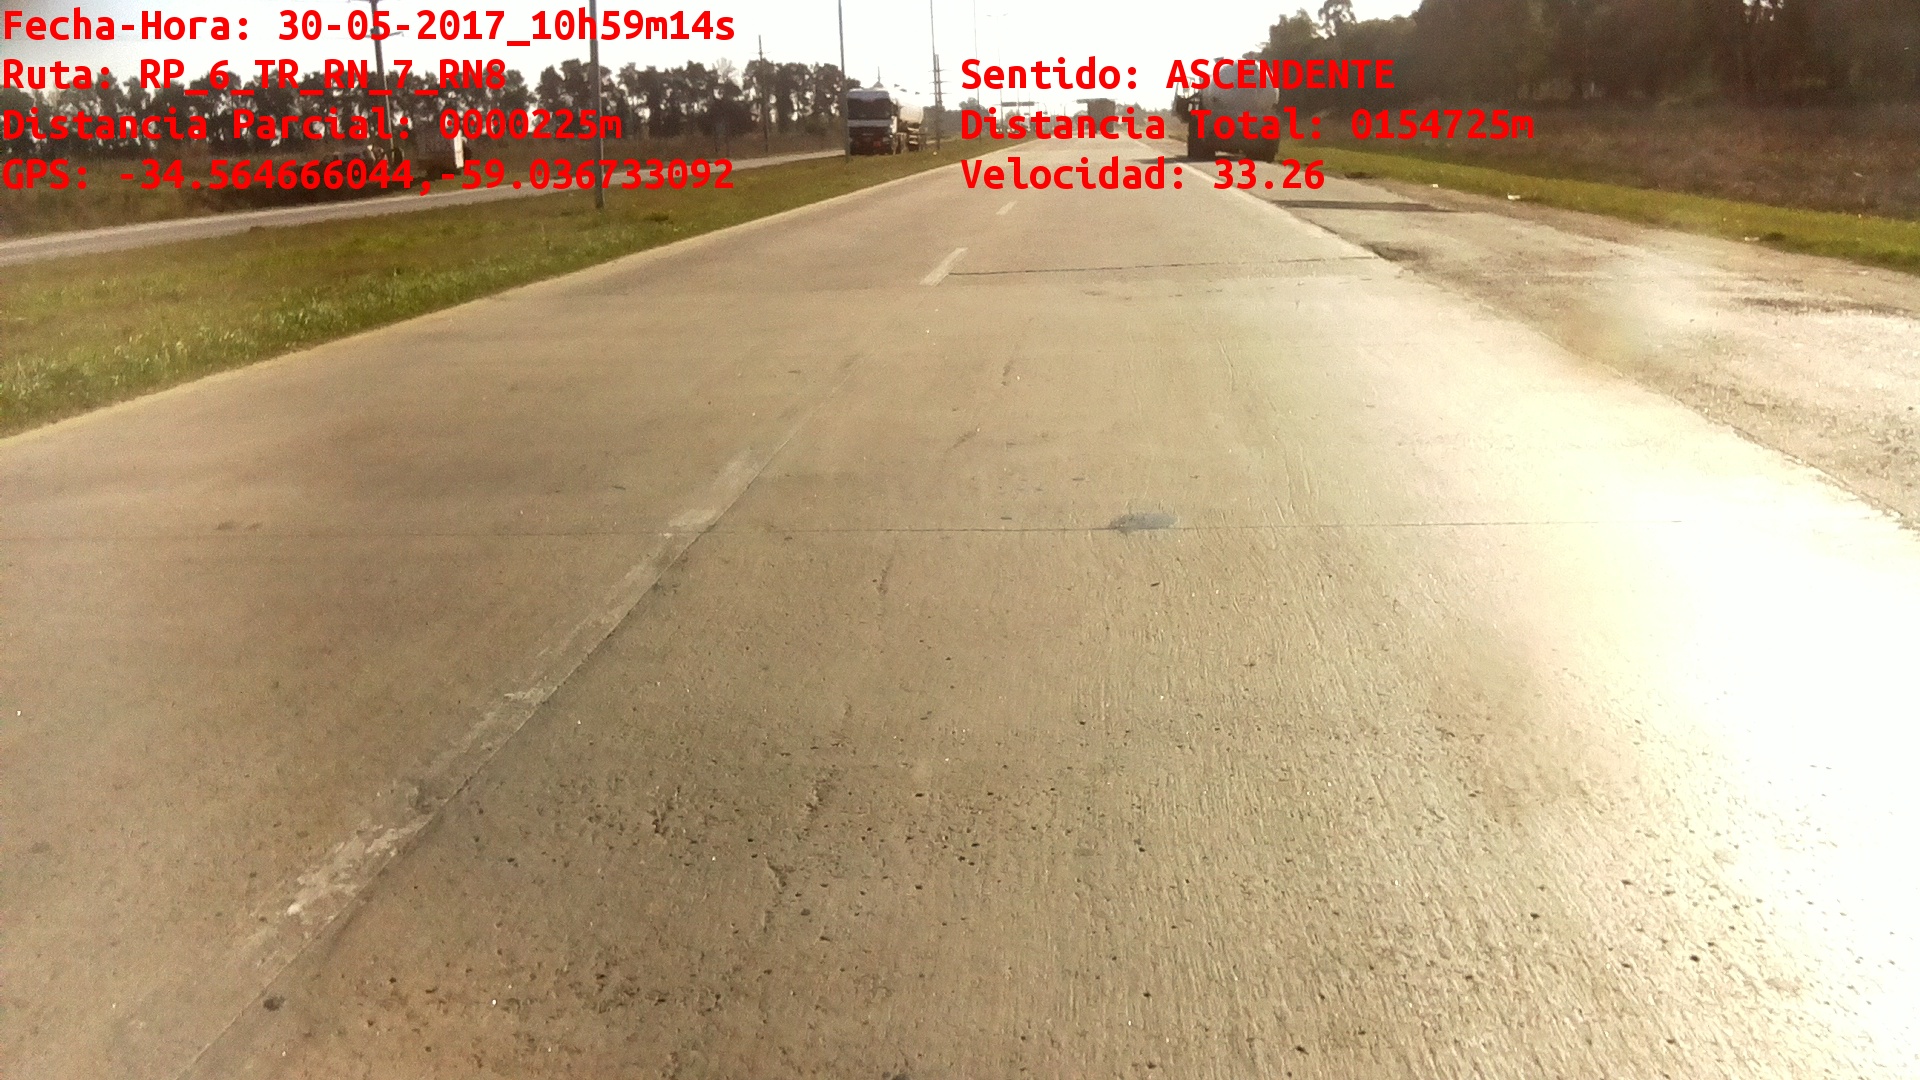 Fecha-Hora: 30-05-2017_10h59m14s
Ruta: RP_6_TR_RN_7_RN8
Sentido: ASCENDENTE
Distancia Parcial: 0000225m
Distancia Total: 0154725m
GPS: -34.564666044,-59.036733092
Velocidad: 33.26